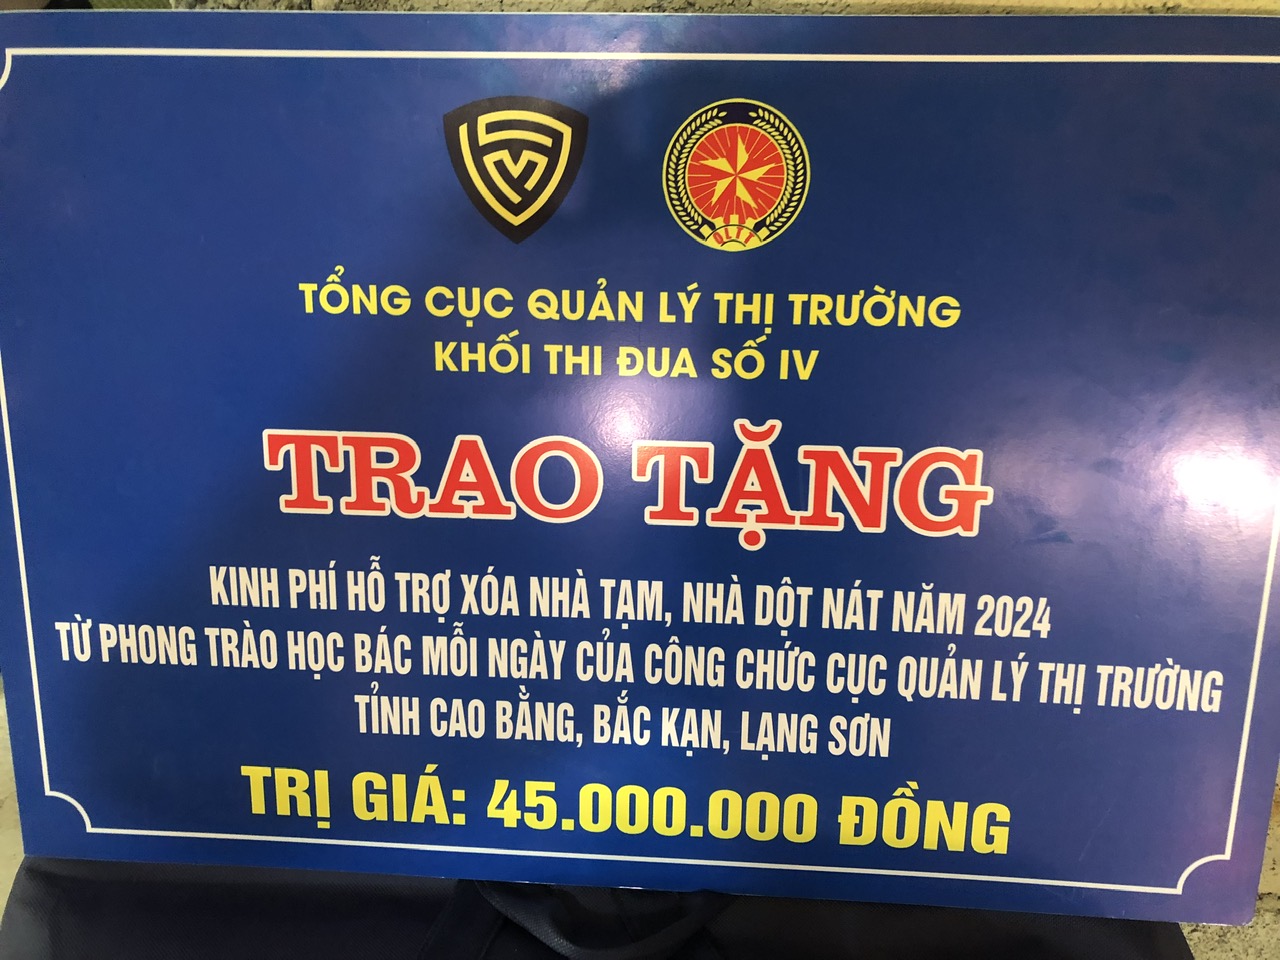 QLTT
TỔNG CỤC QUẢN LÝ THỊ TRƯỜNG
KHỐI THI ĐUA SỐ IV
TRAO TẶNG
KINH PHÍ HỖ TRỢ XÓA NHÀ TẠM, NHÀ DỘT NÁT NĂM 2024
TỪ PHONG TRÀO HỌC BÁC MỖI NGÀY CỦA CÔNG CHỨC CỤC QUẢN LÝ THỊ TRƯỜNG
TỈNH CAO BẰNG, BẮC KẠN, LẠNG SƠN
TRỊ GIÁ: 45.000.000 ĐỒNG